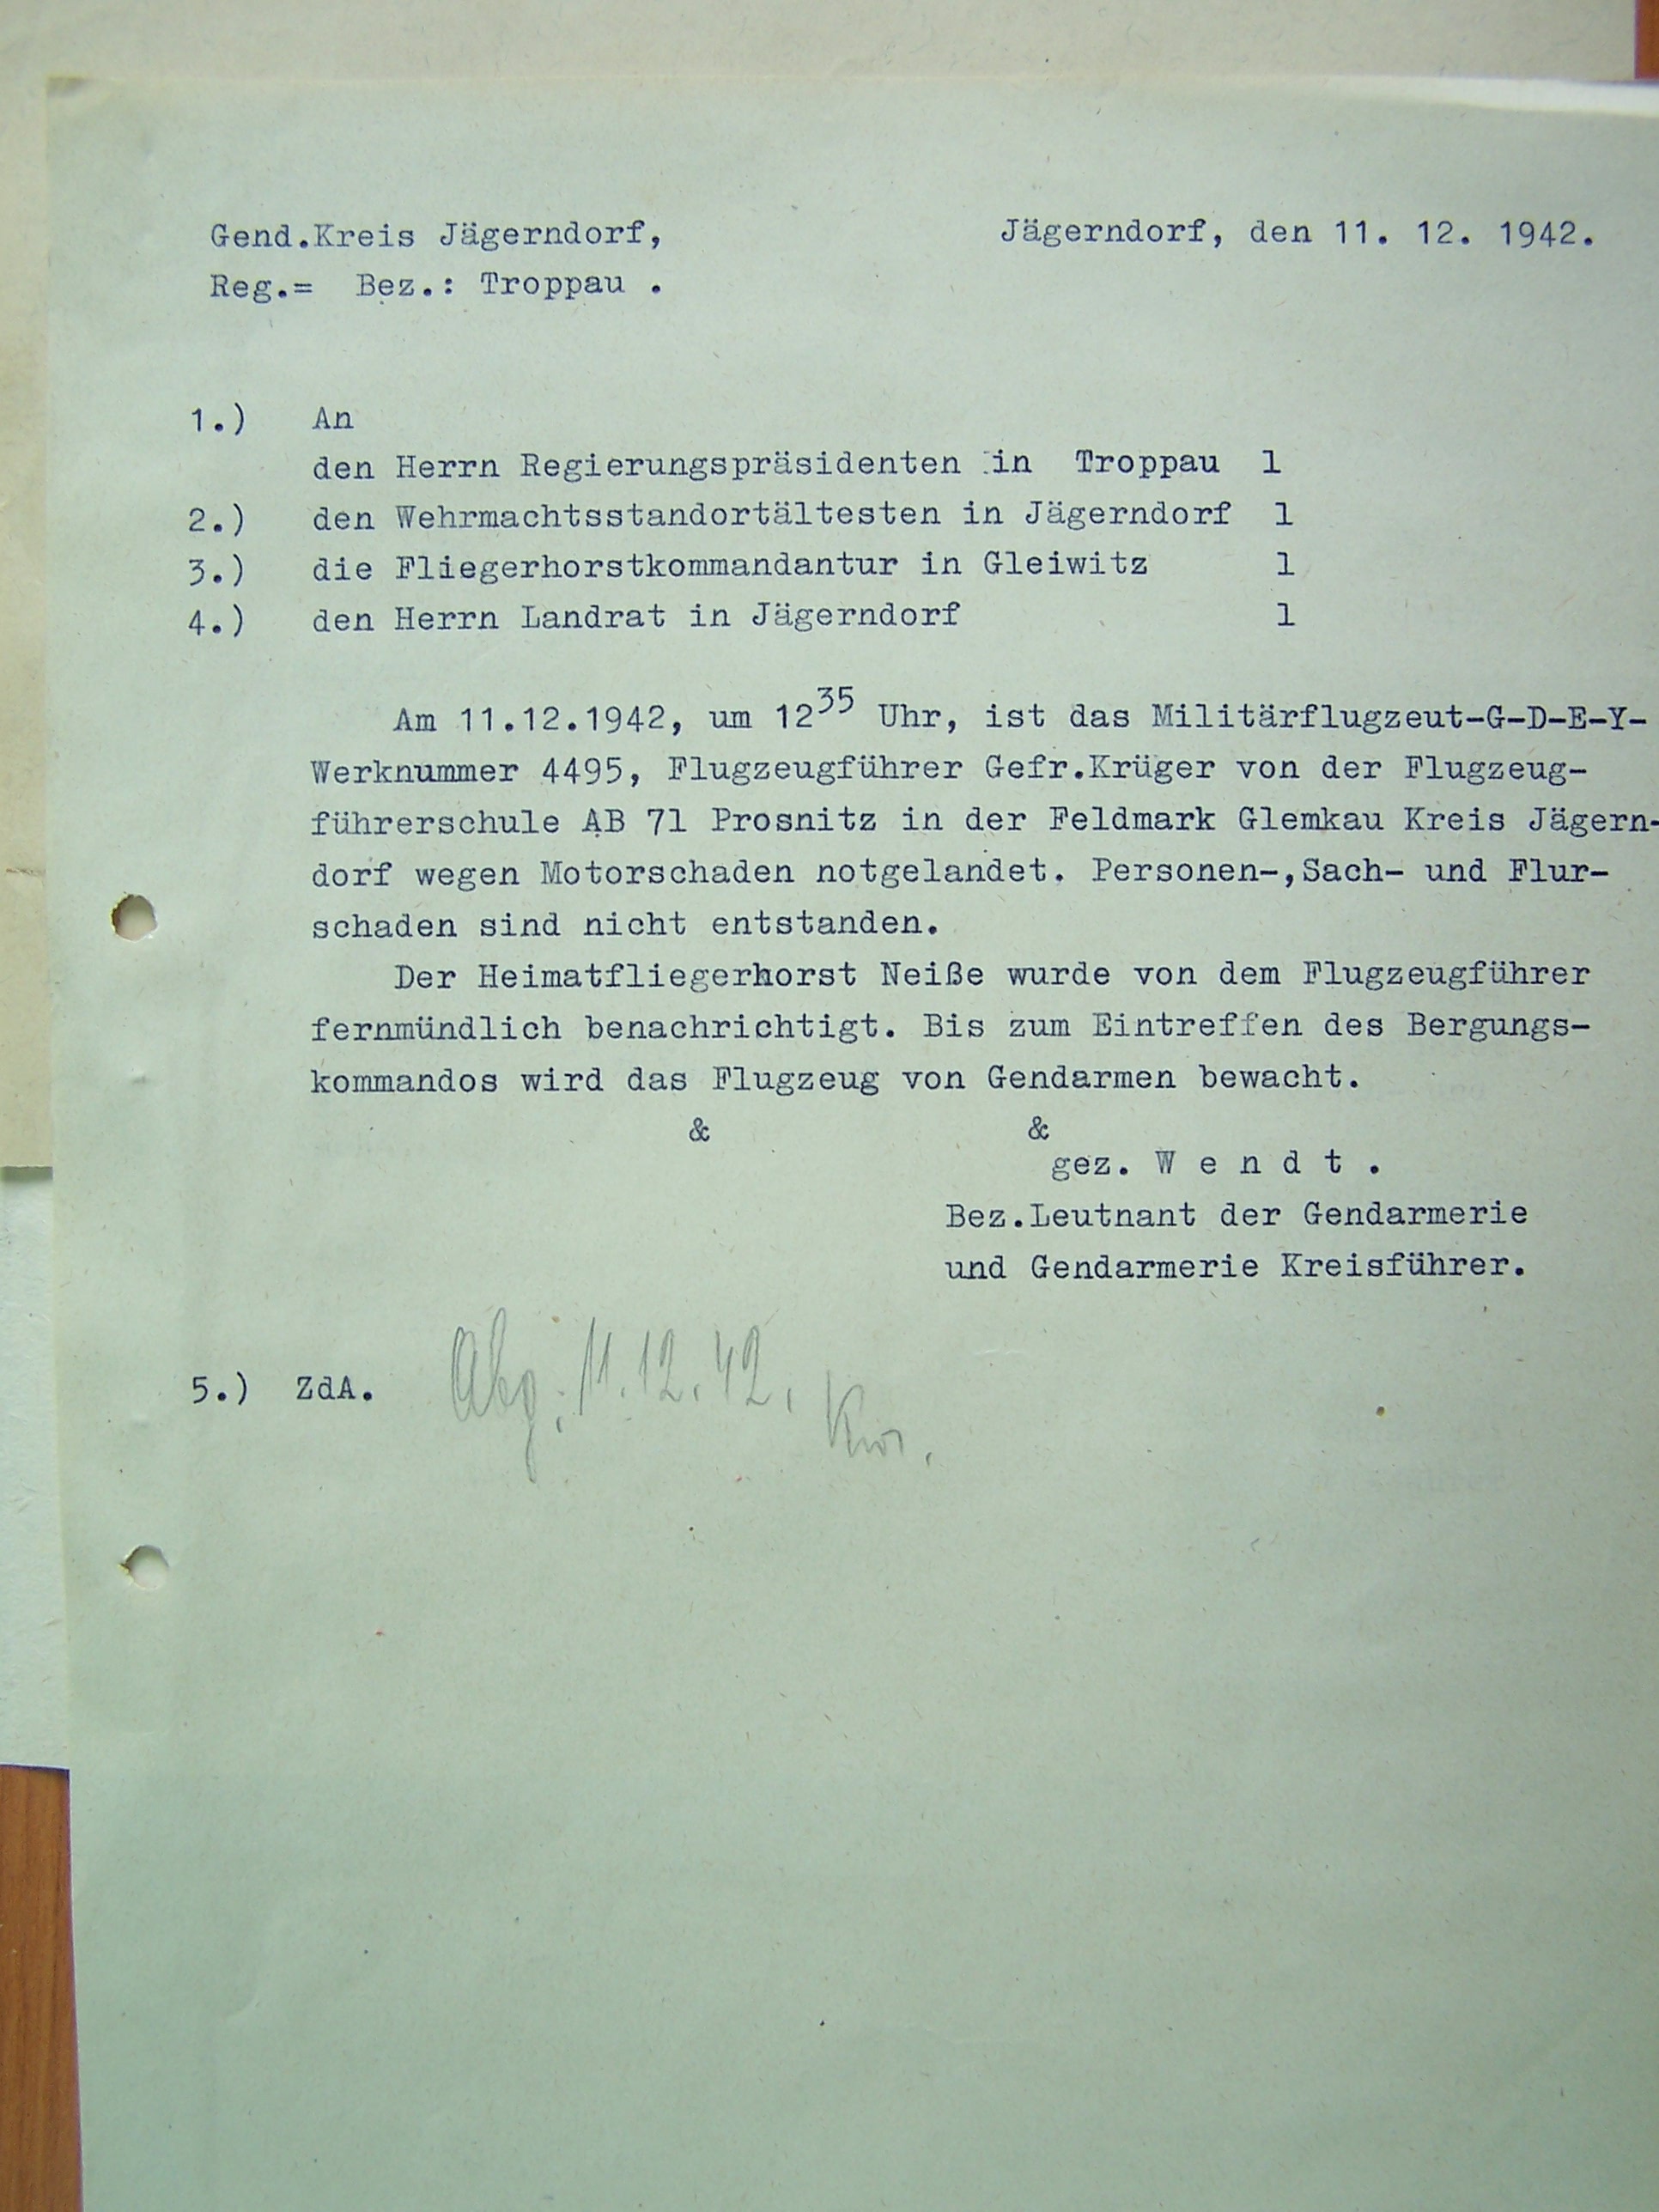 Gend.Kreis Jägerndorf, Jägerndorf, den 11. 12. 1942.
Reg.= Bez.: Troppau .
1.) An
den Herrn Regierungspräsidenten in Troppau 1
2.) den Wehrmachtsstandortältesten in Jägerndorf 1
3.) die Fliegerhorstkommandantur in Gleiwitz 1
4.) den Herrn Landrat in Jägerndorf 1
Am 11.12.1942, um 12³⁵ Uhr, ist das Militärflugzeut-G-D-E-Y-
Werknummer 4495, Flugzeugführer Gefr.Krüger von der Flugzeug-
führerschule AB 71 Prosnitz in der Feldmark Glemkau Kreis Jägern-
dorf wegen Motorschaden notgelandet. Personen-,Sach- und Flur-
schaden sind nicht entstanden.
Der Heimatfliegerhorst Neiße wurde von dem Flugzeugführer
fernmündlich benachrichtigt. Bis zum Eintreffen des Bergungs-
kommandos wird das Flugzeug von Gendarmen bewacht.
& &
gez. W e n d t .
Bez.Leutnant der Gendarmerie
und Gendarmerie Kreisführer.
5.) ZdA. Abg. 11.12.42.